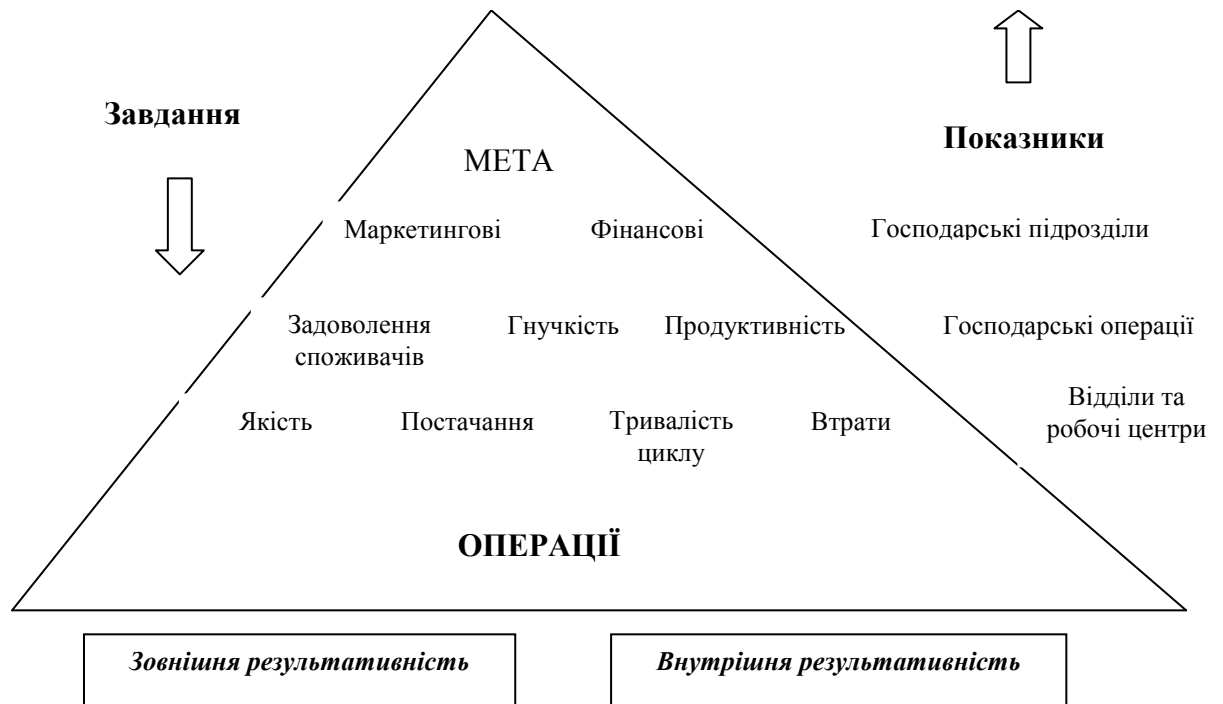 Завдання
Показники
МЕТА
Маркетингові Фінансові Господарські підрозділи
Задоволення
споживачів
Гнучкість Продуктивність Господарські операції
Якість Постачання Тривалість
циклу
Втрати
Відділи та
робочі центри
ОПЕРАЦІЇ
Зовнішня результативність Внутрішня результативність